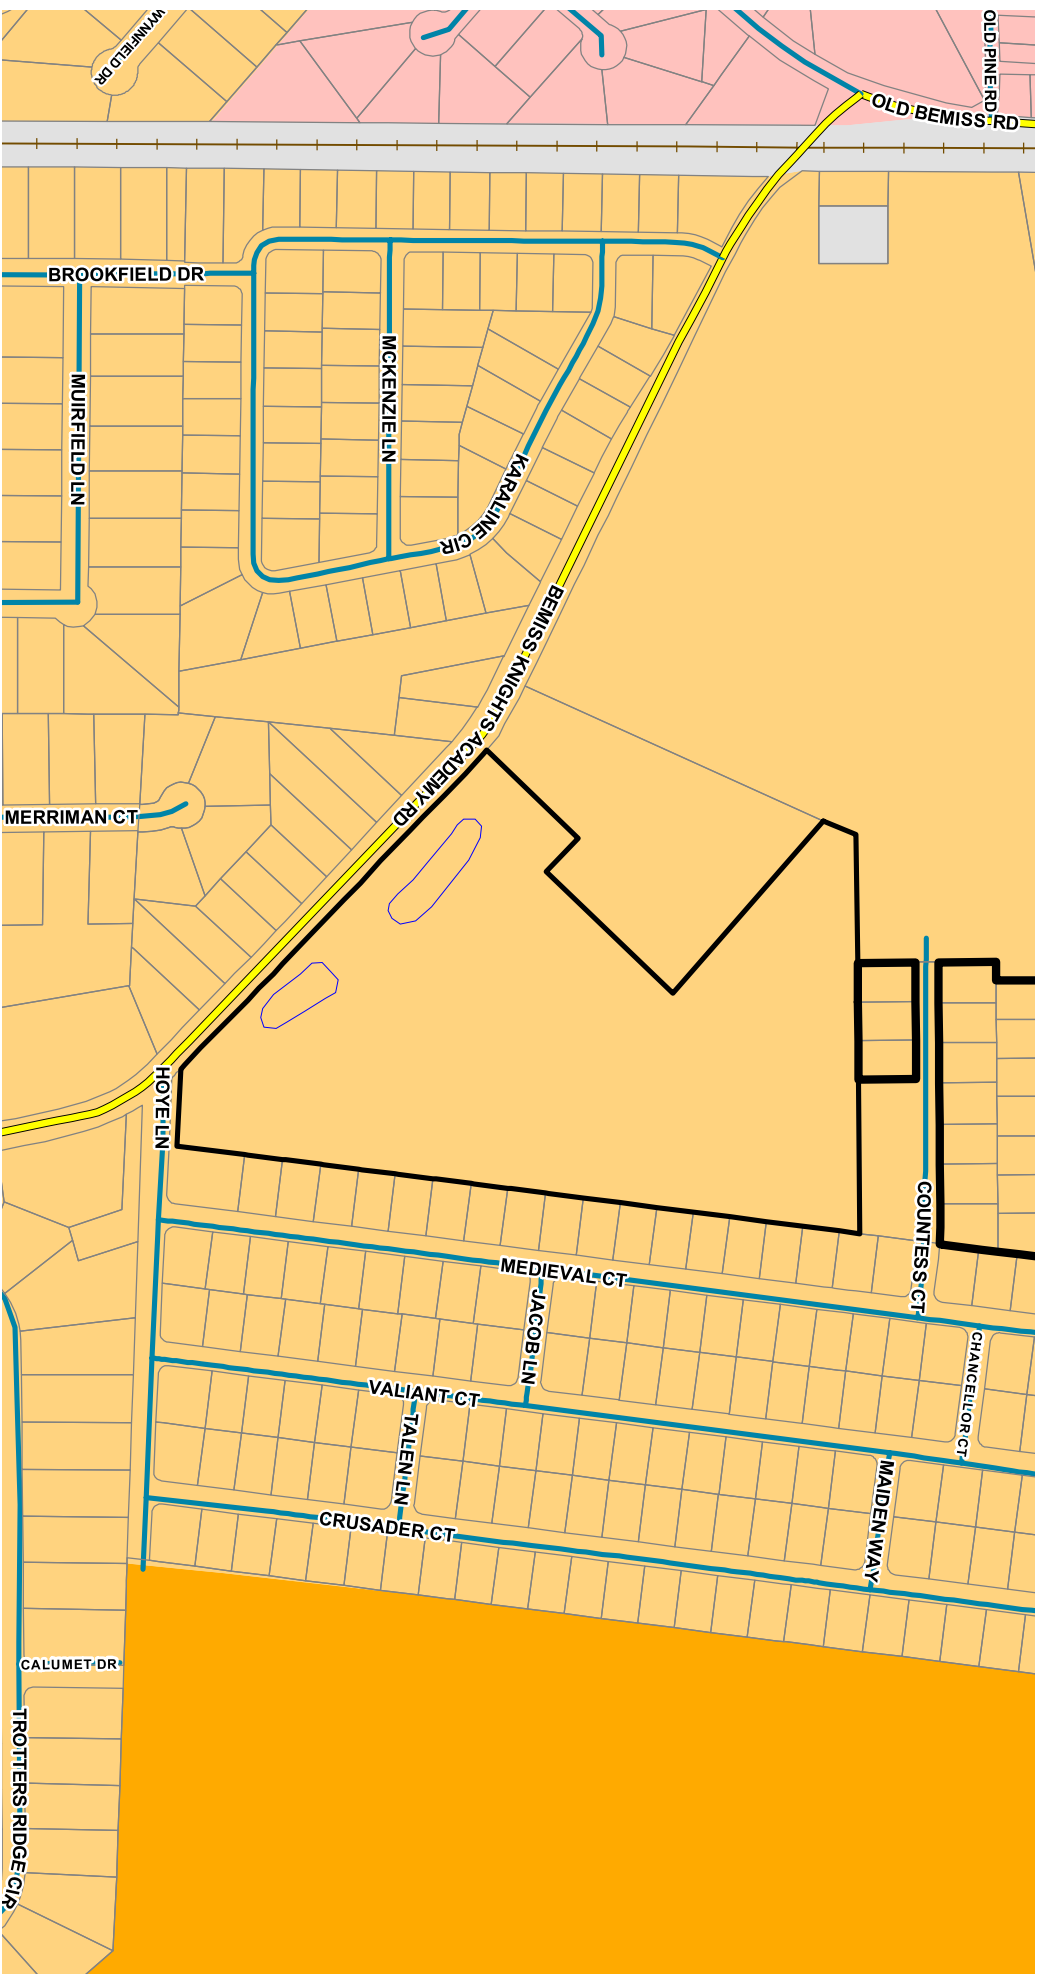 WYNNFIELD DR
OLD PINE RD
OLD BEMISS RD
BROOKFIELD DR
MUIRFIELD LN
MCKENZIE LN
KARALINE CIR
BEMISS KNIGHTS ACADEMY RD
MERRIMAN CT
HOYE LN
COUNTESS CT
MEDIEVAL CT
JACOB LN
CHANCELLOR CT
VALIANT CT
TALEN LN
MAIDEN WAY
CRUSADER CT
CALUMET DR
TROTTERS RIDGE CIR